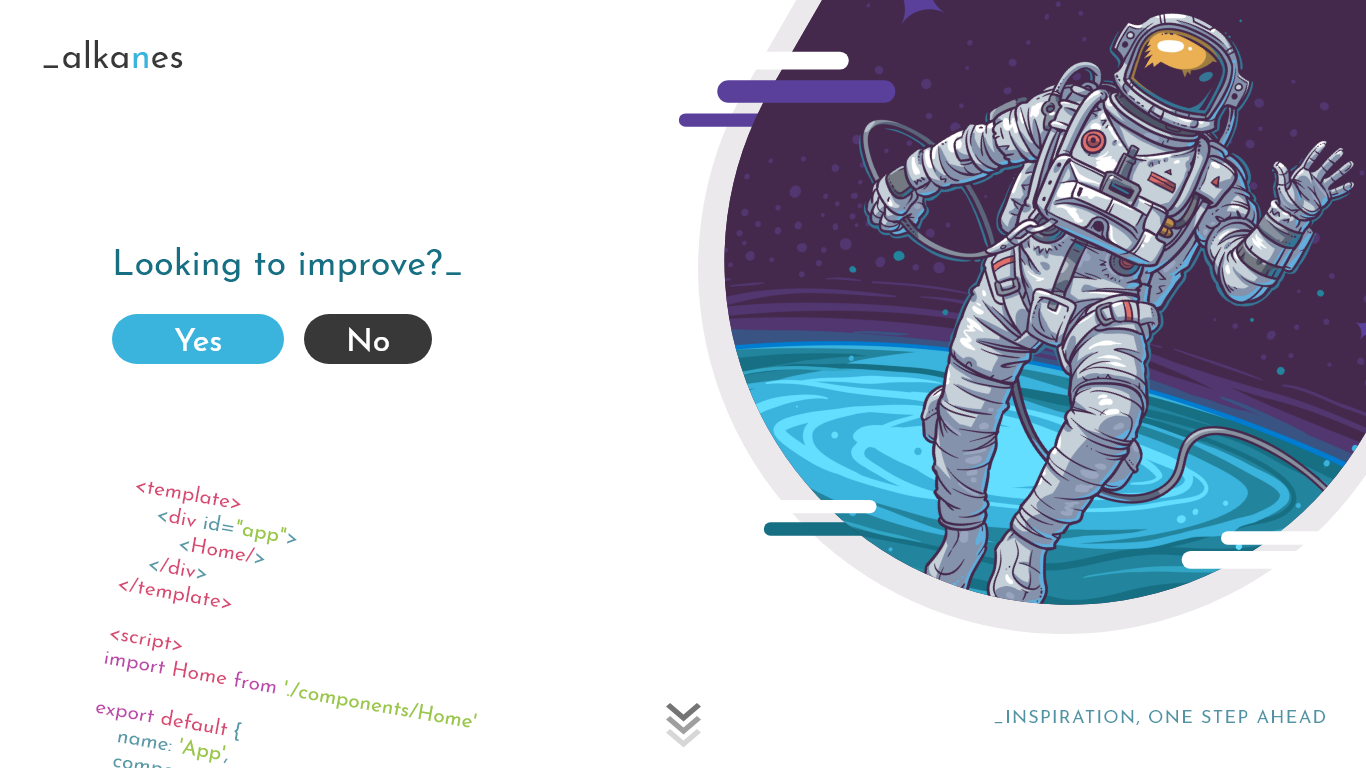 _alkanes
Looking to improve?_
Yes
No
<template>
<div id="app">
<Home/>
</div>
</template>
<script>
import Home from './components/Home'
export default {
name: 'App',
_INSPIRATION, ONE STEP AHEAD